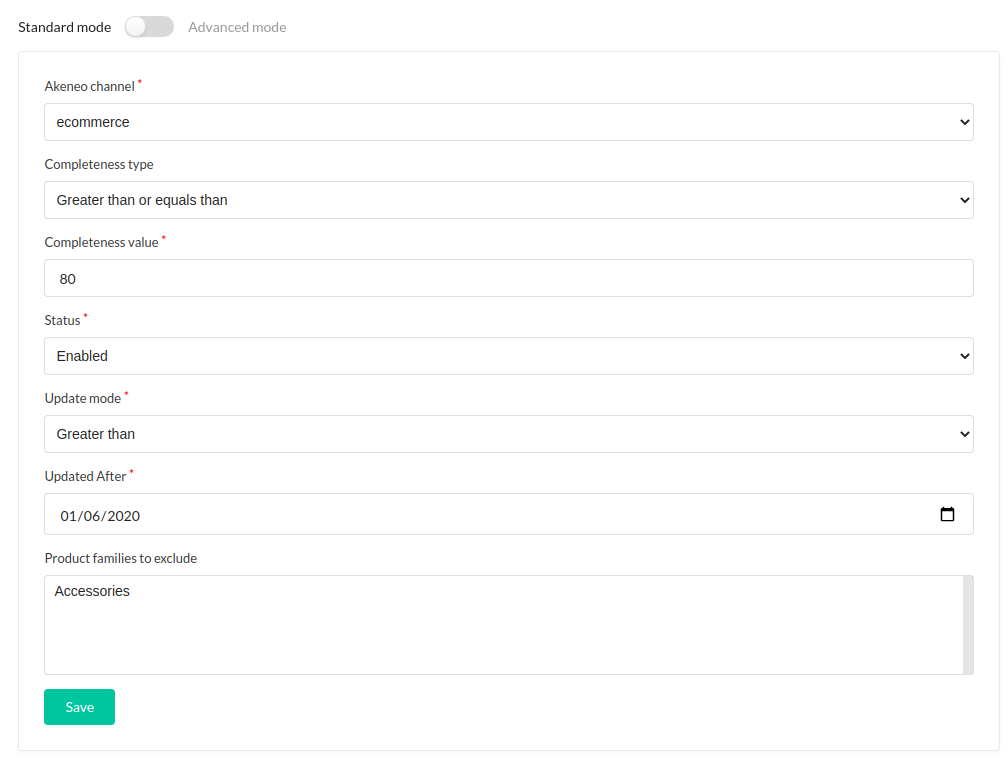 Standard mode Advanced mode
Akeneo channel *
ecommerce
Completeness type
Greater than or equals than
Completeness value *
80
Status *
Enabled
Update mode *
Greater than
Updated After *
01/06/2020
Product families to exclude
Accessories
Save